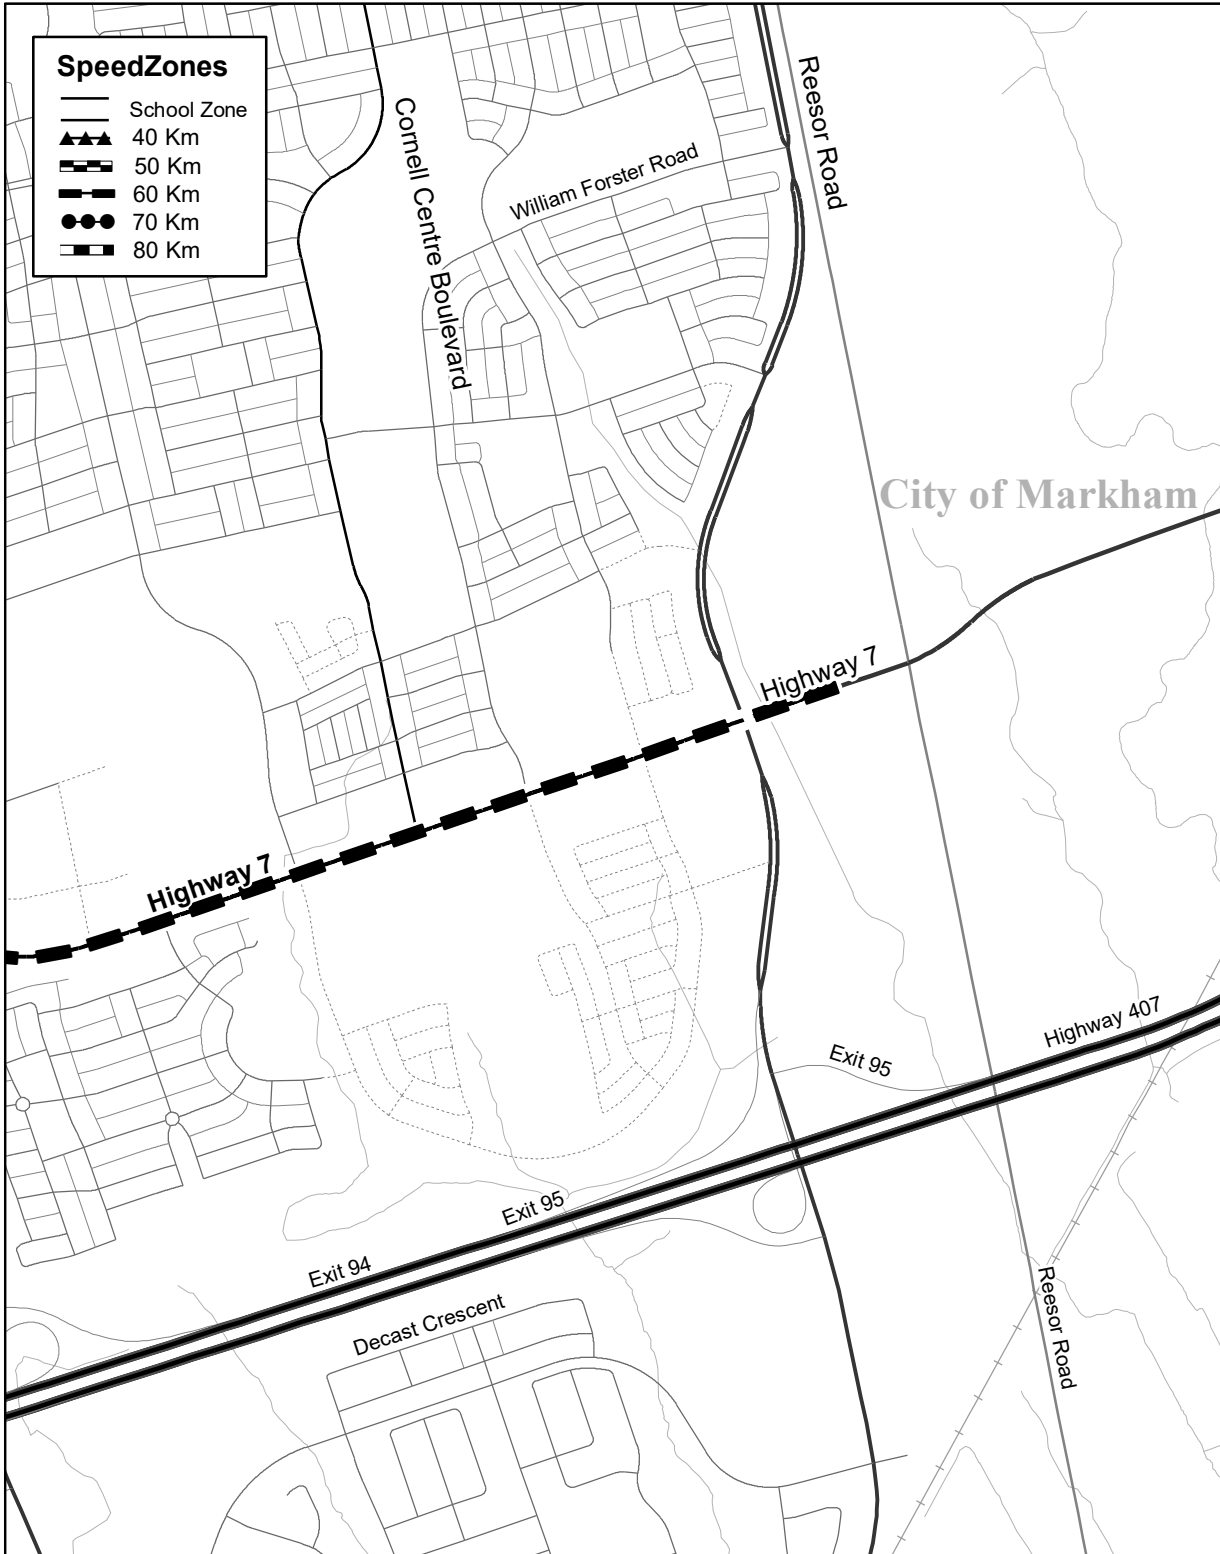 SpeedZones
School Zone
40 Km
50 Km
60 Km
70 Km
80 Km
Reesor Road
Cornell Centre Boulevard
William Forster Road
City of Markham
Highway 7
Highway 7
Highway 407
Exit 95
Exit 95
Exit 94
Decast Crescent
Reesor Road